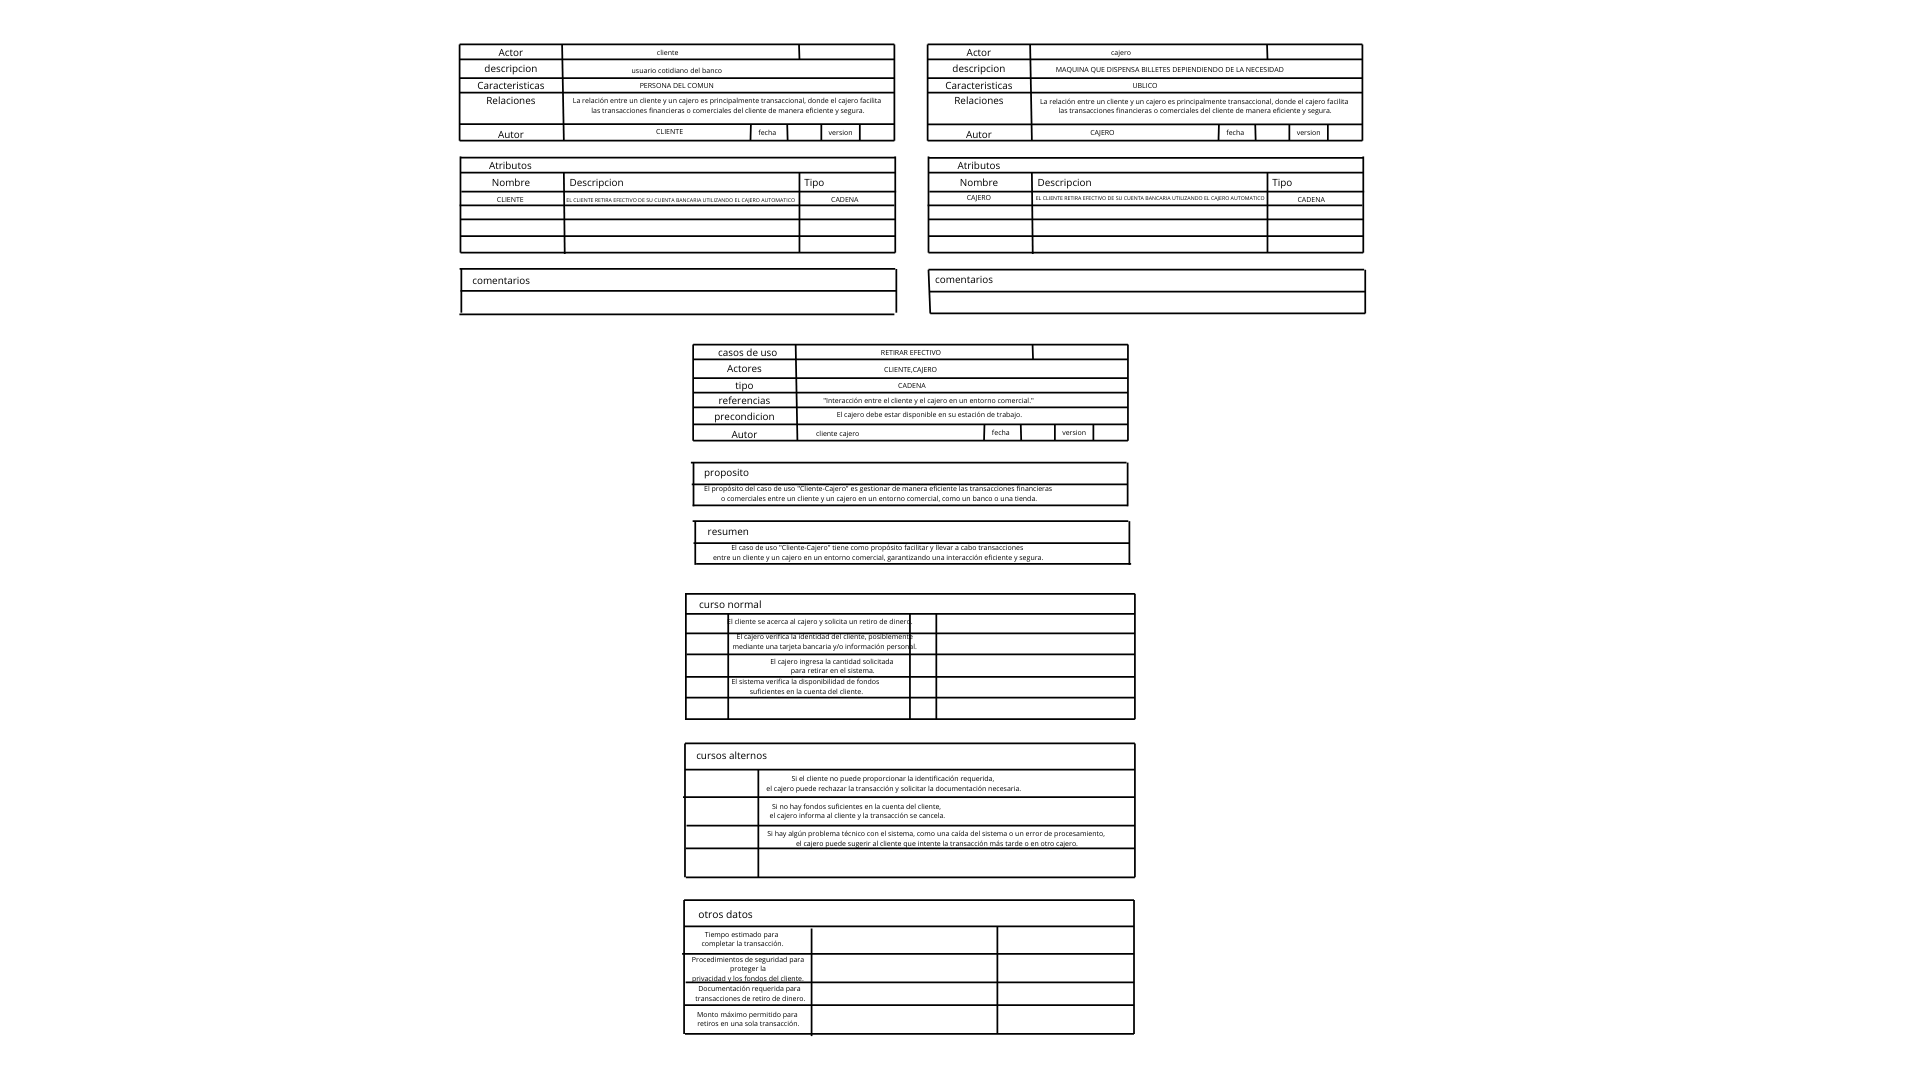 Actor cliente
descripcion usuario cotidiano del banco
Caracteristicas PERSONA DEL COMUN
Relaciones La relación entre un cliente y un cajero es principalmente transaccional, donde el cajero facilita
las transacciones financieras o comerciales del cliente de manera eficiente y segura.
Autor CLIENTE fecha version
Atributos
Nombre Descripcion Tipo
CLIENTE EL CLIENTE RETIRA EFECTIVO DE SU CUENTA BANCARIA UTILIZANDO EL CAJERO AUTOMATICO CADENA
comentarios
Actor cajero
descripcion MAQUINA QUE DISPENSA BILLETES DEPIENDIENDO DE LA NECESIDAD
Caracteristicas UBLICO
Relaciones La relación entre un cliente y un cajero es principalmente transaccional, donde el cajero facilita
las transacciones financieras o comerciales del cliente de manera eficiente y segura.
Autor CAJERO fecha version
Atributos
Nombre Descripcion Tipo
CAJERO EL CLIENTE RETIRA EFECTIVO DE SU CUENTA BANCARIA UTILIZANDO EL CAJERO AUTOMATICO CADENA
comentarios
casos de uso RETIRAR EFECTIVO
Actores CLIENTE,CAJERO
tipo CADENA
referencias "Interacción entre el cliente y el cajero en un entorno comercial."
precondicion El cajero debe estar disponible en su estación de trabajo.
Autor cliente cajero fecha version
proposito
El propósito del caso de uso "Cliente-Cajero" es gestionar de manera eficiente las transacciones financieras
o comerciales entre un cliente y un cajero en un entorno comercial, como un banco o una tienda.
resumen
El caso de uso "Cliente-Cajero" tiene como propósito facilitar y llevar a cabo transacciones
entre un cliente y un cajero en un entorno comercial, garantizando una interacción eficiente y segura.
curso normal
El cliente se acerca al cajero y solicita un retiro de dinero.
El cajero verifica la identidad del cliente, posiblemente
mediante una tarjeta bancaria y/o información personal.
El cajero ingresa la cantidad solicitada
para retirar en el sistema.
El sistema verifica la disponibilidad de fondos
suficientes en la cuenta del cliente.
cursos alternos
Si el cliente no puede proporcionar la identificación requerida,
el cajero puede rechazar la transacción y solicitar la documentación necesaria.
Si no hay fondos suficientes en la cuenta del cliente,
el cajero informa al cliente y la transacción se cancela.
Si hay algún problema técnico con el sistema, como una caída del sistema o un error de procesamiento,
el cajero puede sugerir al cliente que intente la transacción más tarde o en otro cajero.
otros datos
Tiempo estimado para
completar la transacción.
Procedimientos de seguridad para
proteger la
privacidad y los fondos del cliente.
Documentación requerida para
transacciones de retiro de dinero.
Monto máximo permitido para
retiros en una sola transacción.